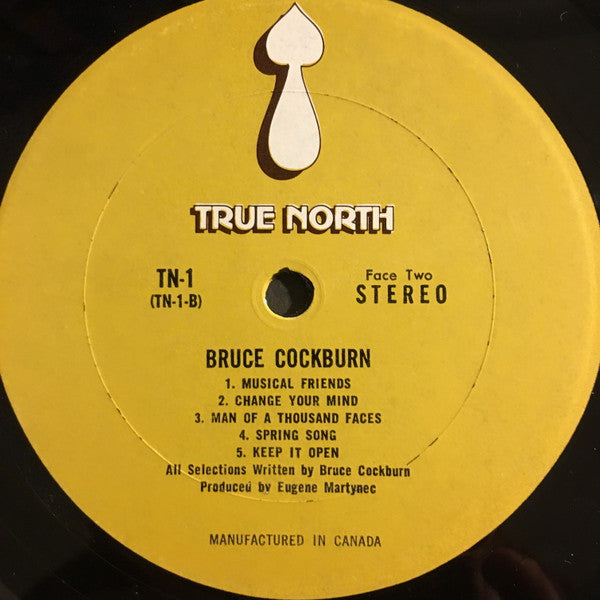 TRUE NORTH
TN-1
(TN-1-B)
Face Two
STEREO
BRUCE COCKBURN
1. MUSICAL FRIENDS
2. CHANGE YOUR MIND
3. MAN OF A THOUSAND FACES
4. SPRING SONG
5. KEEP IT OPEN
All Selections Written by Bruce Cockburn
Produced by Eugene Martynec
MANUFACTURED IN CANADA